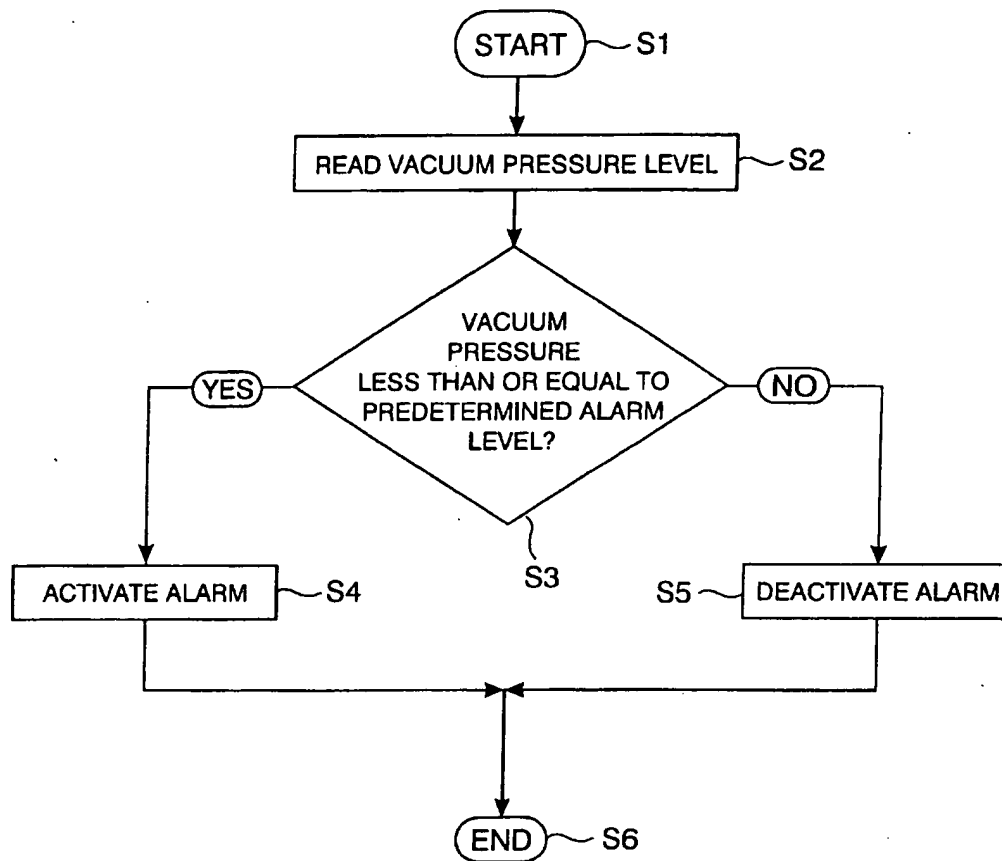 START
S1
READ VACUUM PRESSURE LEVEL
S2
VACUUM
PRESSURE
LESS THAN OR EQUAL TO
PREDETERMINED ALARM
LEVEL?
YES
NO
S3
ACTIVATE ALARM
S4
S5
DEACTIVATE ALARM
END
S6